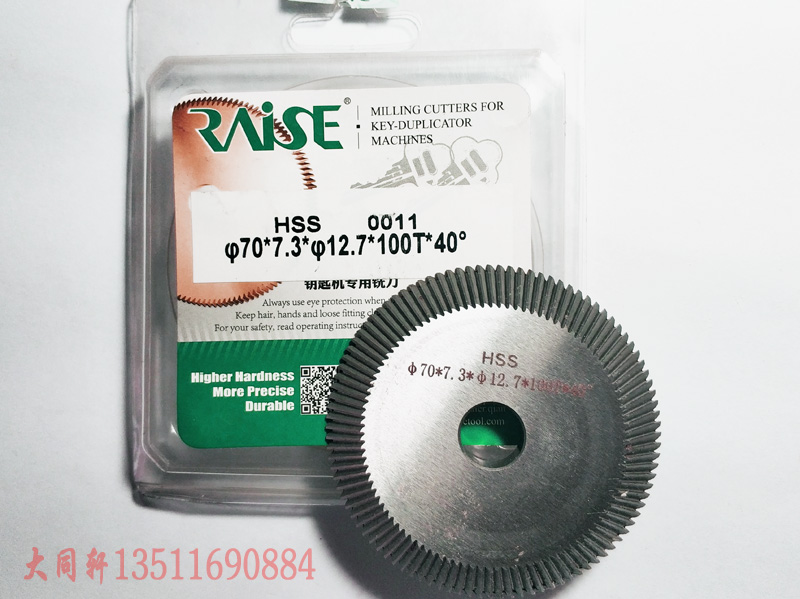 RAiSE®
MILLING CUTTERS FOR
KEY-DUPLICATOR
MACHINES
HSS 0011
φ70*7.3*φ12.7*100T*40°
钥匙机专用铣刀
Always use eye protection when
Keep hair, hands and loose fitting
For your safety, read operating
Higher Hardness
More Precise
Durable
HSS
φ70*7.3*φ12.7*100T*40°
ctool.com
大同轩13511690884